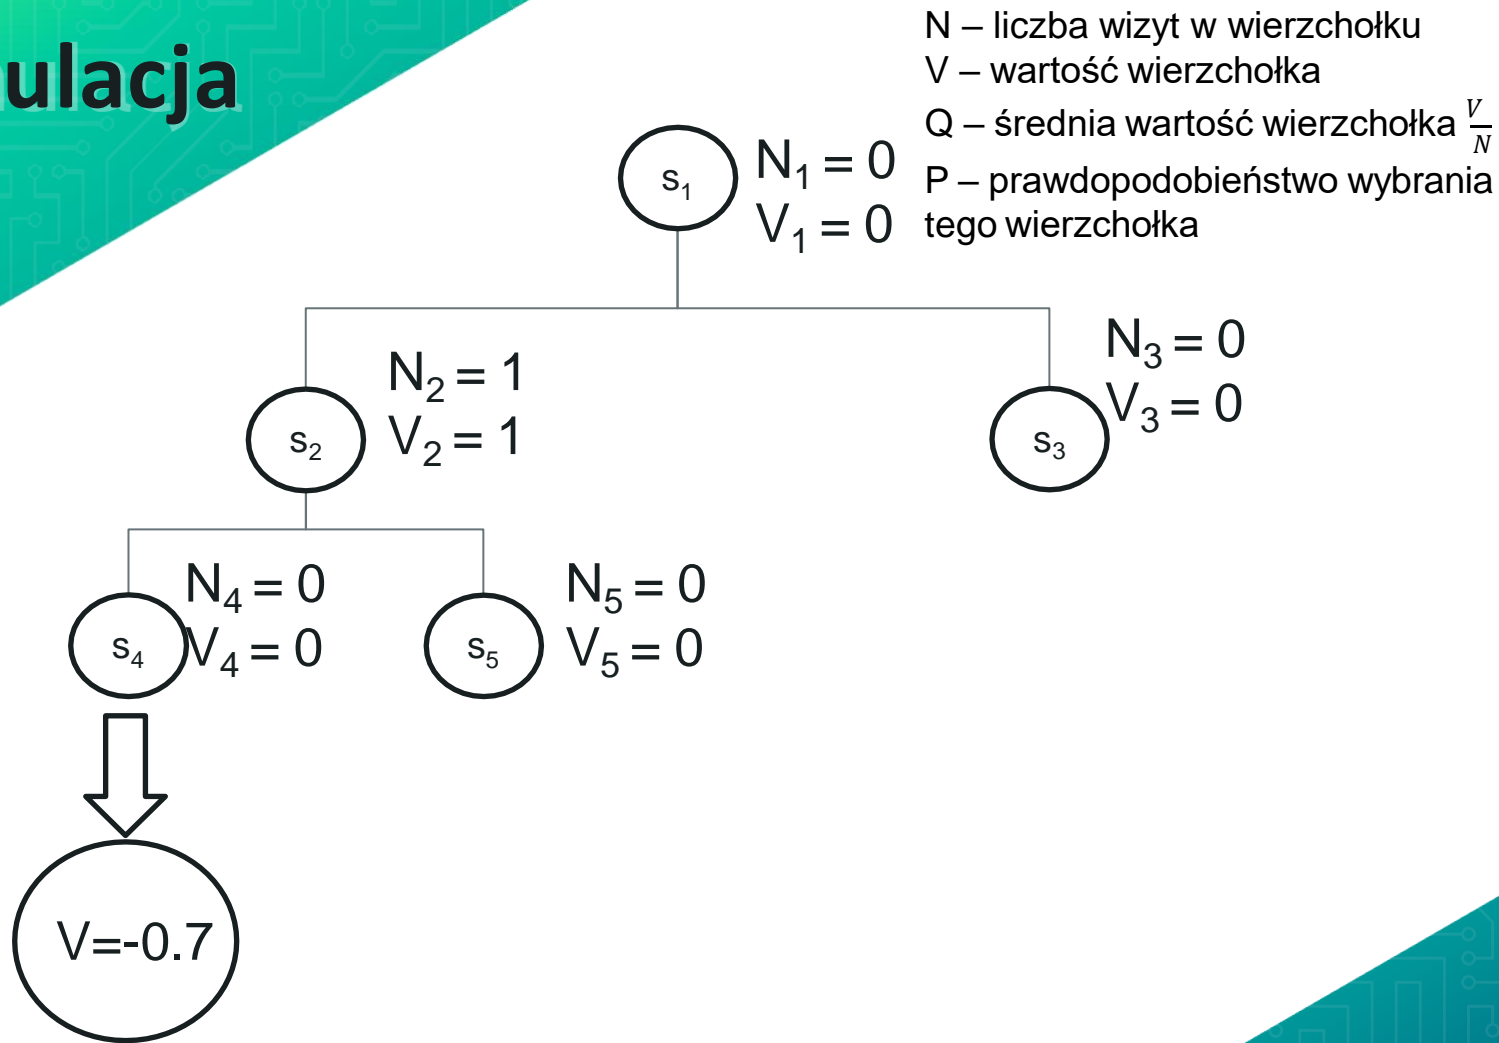 ulacja
N – liczba wizyt w wierzchołku
V – wartość wierzchołka
Q – średnia wartość wierzchołka V/N
P – prawdopodobieństwo wybrania
tego wierzchołka
s₁
N₁ = 0
V₁ = 0
s₂
N₂ = 1
V₂ = 1
s₃
N₃ = 0
V₃ = 0
s₄
N₄ = 0
V₄ = 0
s₅
N₅ = 0
V₅ = 0
V=-0.7